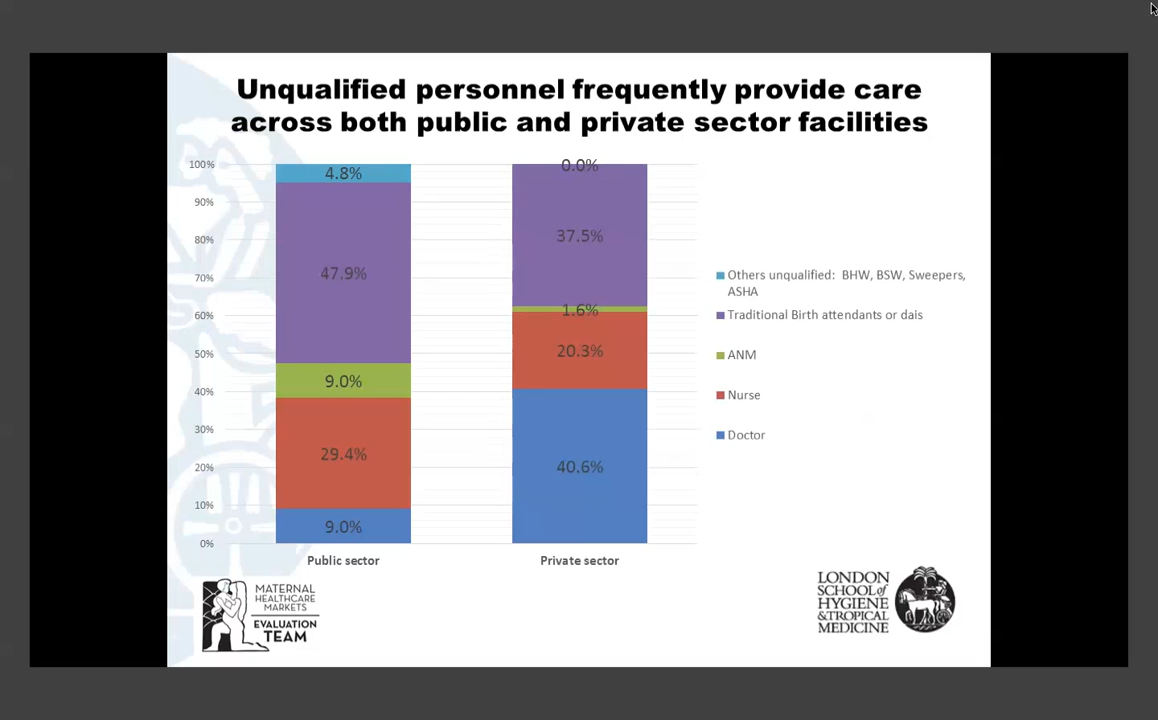 Unqualified personnel frequently provide care
across both public and private sector facilities
100%
90%
80%
70%
60%
50%
40%
30%
20%
10%
0%
4.8%
47.9%
9.0%
29.4%
9.0%
0.0%
37.5%
1.6%
20.3%
40.6%
Public sector
Private sector
Others unqualified: BHW, BSW, Sweepers,
ASHA
Traditional Birth attendants or dais
ANM
Nurse
Doctor
MATERNAL
HEALTHCARE
MARKETS
EVALUATION
TEAM
LONDON
SCHOOL of
HYGIENE
& TROPICAL
MEDICINE